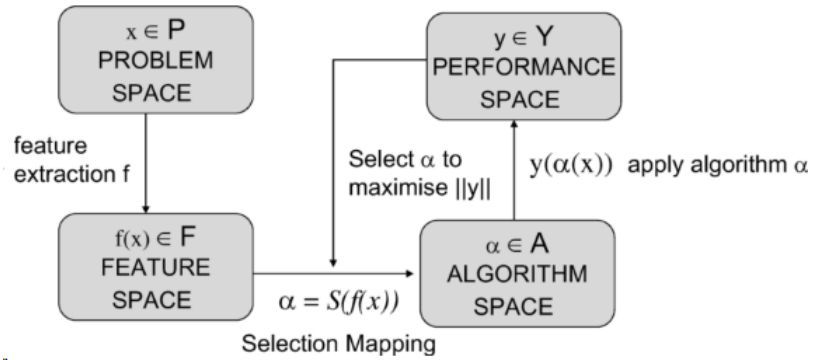 x ∈ P
PROBLEM
SPACE
y ∈ Y
PERFORMANCE
SPACE
feature
extraction f
Select α to
maximise ||y||
y(α(x)) apply algorithm α
f(x) ∈ F
FEATURE
SPACE
α = S(f(x))
Selection Mapping
α ∈ A
ALGORITHM
SPACE